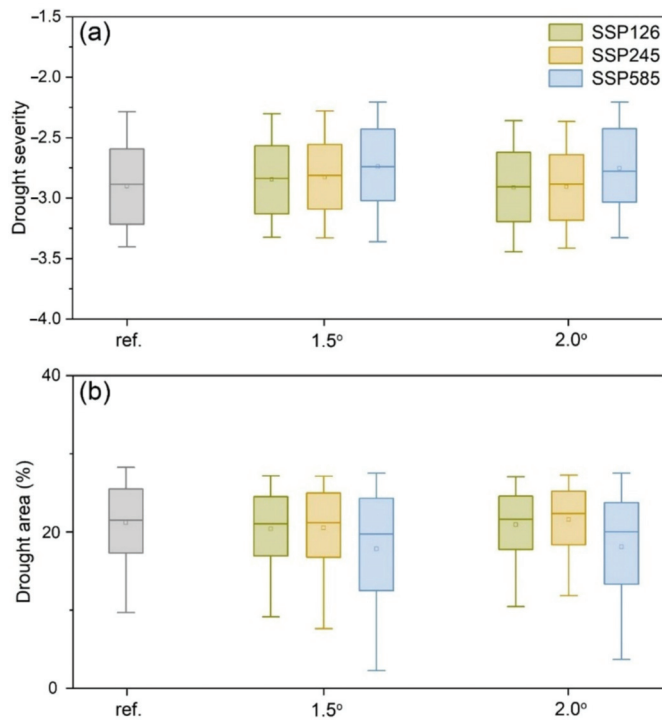 (a)
SSP126
SSP245
SSP585
Drought severity
−1.5
−2.0
−2.5
−3.0
−3.5
−4.0
ref.
1.5°
2.0°
(b)
Drought area (%)
40
20
0
ref.
1.5°
2.0°